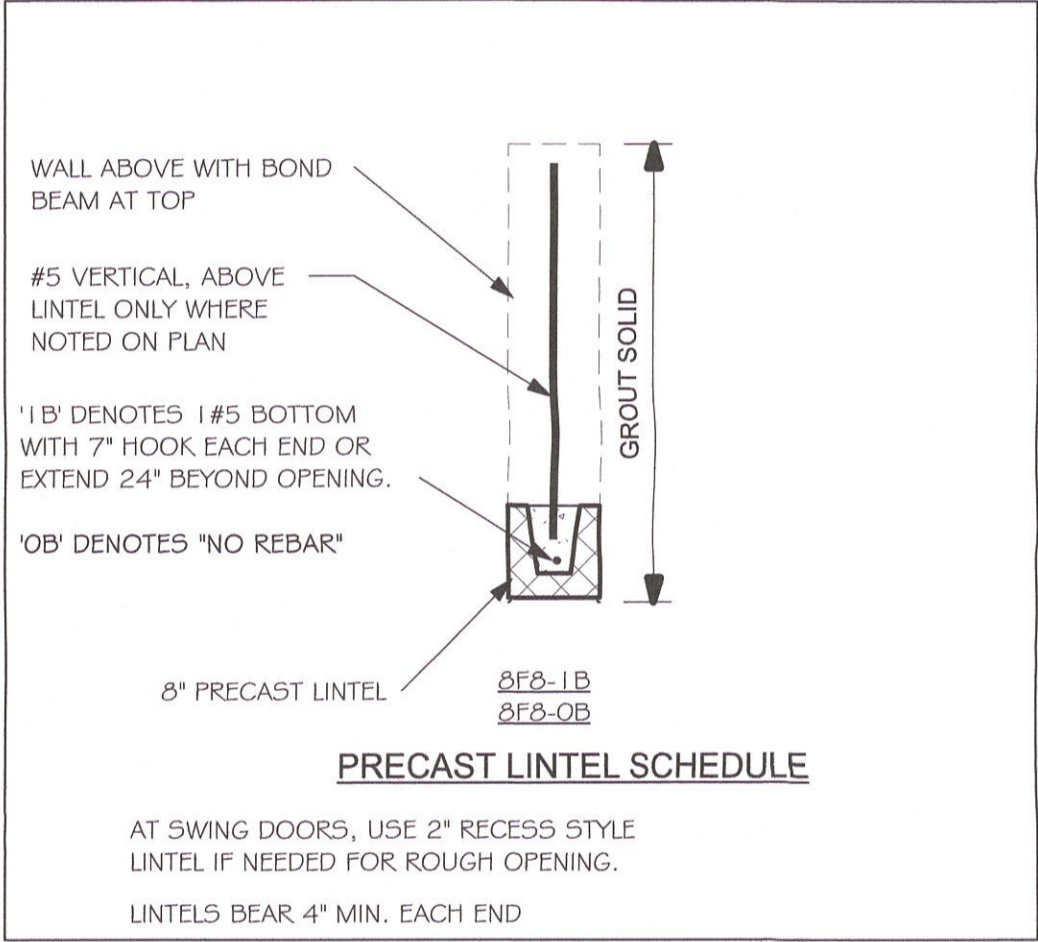 WALL ABOVE WITH BOND
BEAM AT TOP
#5 VERTICAL, ABOVE
LINTEL ONLY WHERE
NOTED ON PLAN
'1B' DENOTES 1#5 BOTTOM
WITH 7" HOOK EACH END OR
EXTEND 24" BEYOND OPENING.
'0B' DENOTES "NO REBAR"
8" PRECAST LINTEL
GROUT SOLID
8F8-1B
8F8-0B
PRECAST LINTEL SCHEDULE
AT SWING DOORS, USE 2" RECESS STYLE
LINTEL IF NEEDED FOR ROUGH OPENING.
LINTELS BEAR 4" MIN. EACH END